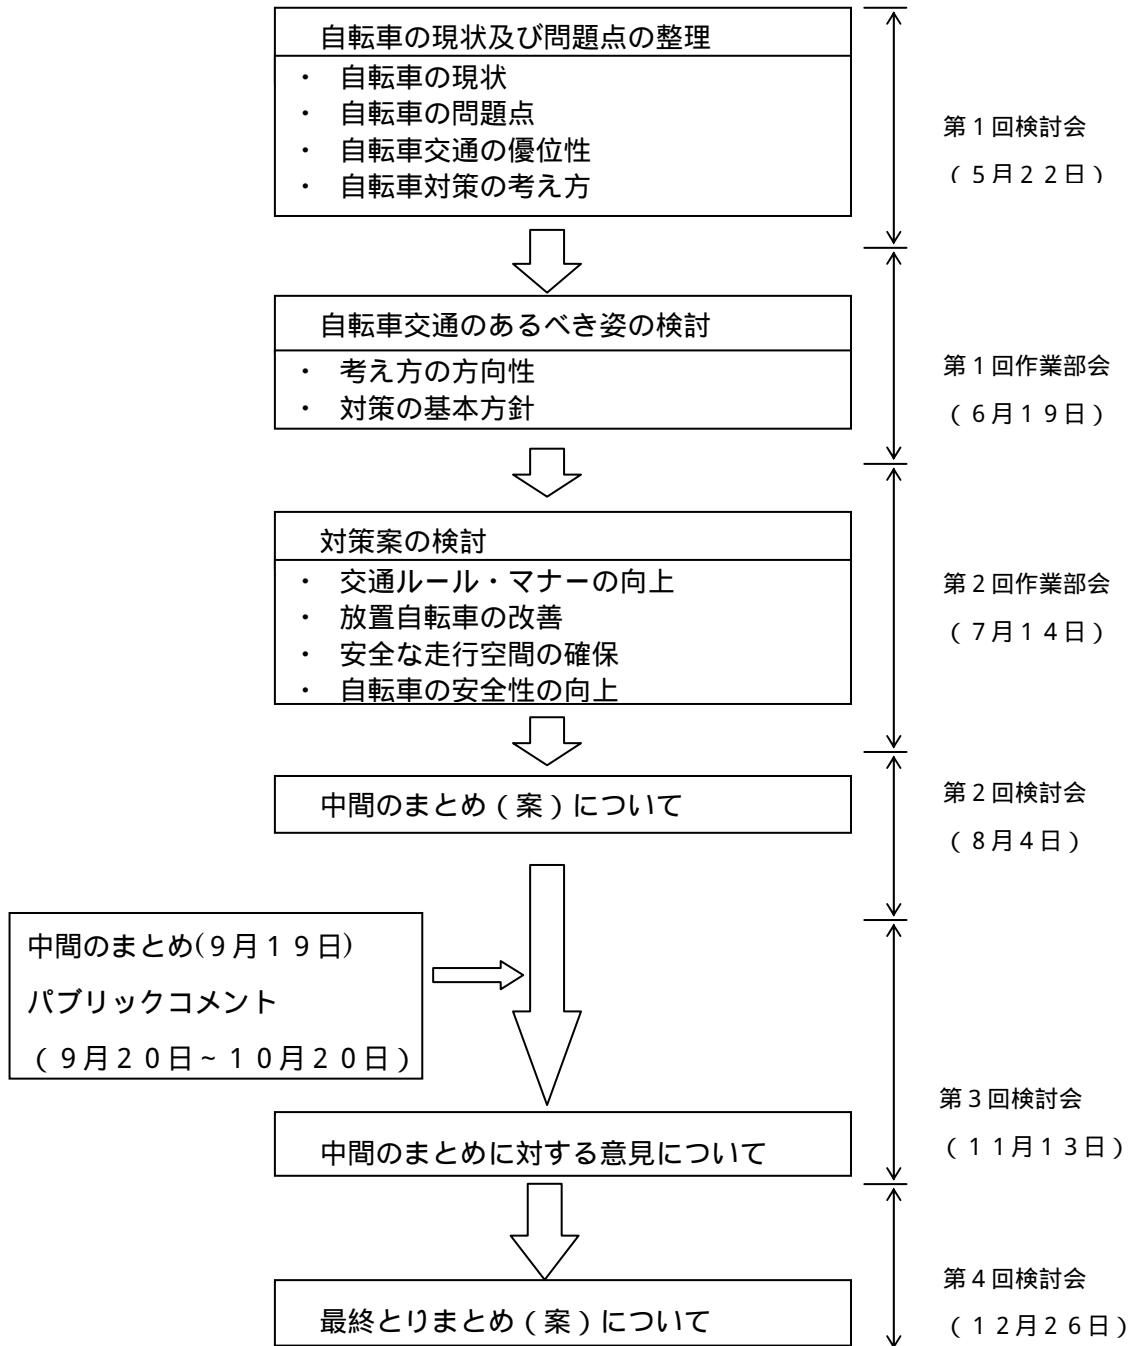 自転車の現状及び問題点の整理
・ 自転車の現状
・ 自転車の問題点
・ 自転車交通の優位性
・ 自転車対策の考え方
第1回検討会
(5月22日)
自転車交通のあるべき姿の検討
・ 考え方の方向性
・ 対策の基本方針
第1回作業部会
(6月19日)
対策案の検討
・ 交通ルール・マナーの向上
・ 放置自転車の改善
・ 安全な走行空間の確保
・ 自転車の安全性の向上
第2回作業部会
(7月14日)
中間のまとめ(案)について
第2回検討会
(8月4日)
中間のまとめ(9月19日)
パブリックコメント
(9月20日~10月20日)
中間のまとめに対する意見について
第3回検討会
(11月13日)
最終とりまとめ(案)について
第4回検討会
(12月26日)